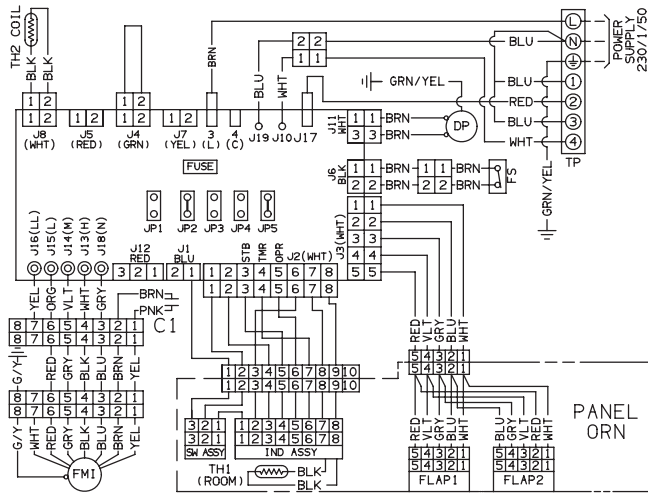 TH2 COIL
BLK
BLK
BRN
BLU
WHT
2 2
1 1
GRN/YEL
BLU
BLU
RED
BLU
WHT
L
N
1
2
3
4
TP
POWER
SUPPLY
230/1/50
GRN/YEL
1 2
1 2
J8
(WHT)
1 2
J5
(RED)
1 2
1 2
J4
(GRN)
1 2
J7
(YEL)
3
(L)
4
(C)
J19
J10
J17
J11
WHT
1 1
3 3
BRN
BRN
DP
FUSE
J6
BLK
1 1
2 2
BRN
BRN
1 1
2 2
BRN
BRN
FS
JP1
JP2
JP3
JP4
JP5
J3(WHT)
1 1
2 2
3 3
4 4
5 5
J16(LL)
J15(L)
J14(M)
J13(H)
J18(N)
J12
RED
3 2 1
J1
BLU
2 1
STB
TMR
OPR
J2(WHT)
1 2 3 4 5 6 7 8
1 2 3 4 5 6 7 8
YEL
ORG
VLT
WHT
GRY
BRN
PNK
C1
8 7 6 5 4 3 2 1
8 7 6 5 4 3 2 1
G/Y
RED
GRY
BLK
BLU
BRN
YEL
8 7 6 5 4 3 2 1
8 7 6 5 4 3 2 1
G/Y
WHT
RED
GRY
BLK
BLU
BRN
YEL
FMI
1 2 3 4 5 6 7 8 9 10
1 2 3 4 5 6 7 8 9 10
3 2 1
3 2 1
SW ASSY
1 2 3 4 5 6 7 8
1 2 3 4 5 6 7 8
IND ASSY
TH1
(ROOM)
BLK
BLK
RED
VLT
GRY
BLU
WHT
5 4 3 2 1
5 4 3 2 1
RED
VLT
GRY
BLU
WHT
5 4 3 2 1
5 4 3 2 1
FLAP1
BLU
GRY
VLT
RED
WHT
5 4 3 2 1
5 4 3 2 1
FLAP2
PANEL
ORN